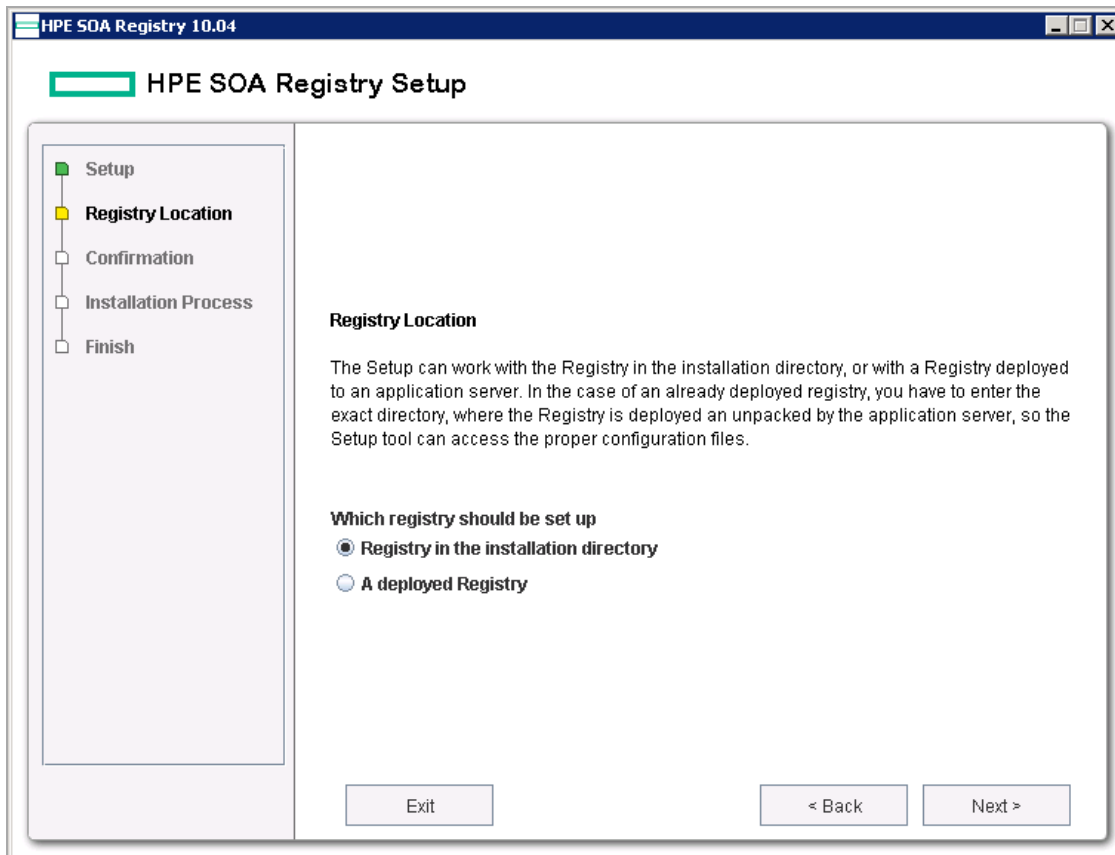 HPE SOA Registry 10.04
HPE SOA Registry Setup
Setup
Registry Location
Confirmation
Installation Process
Finish
Registry Location
The Setup can work with the Registry in the installation directory, or with a Registry deployed
to an application server. In the case of an already deployed registry, you have to enter the
exact directory, where the Registry is deployed an unpacked by the application server, so the
Setup tool can access the proper configuration files.
Which registry should be set up
Registry in the installation directory
A deployed Registry
Exit
< Back
Next >